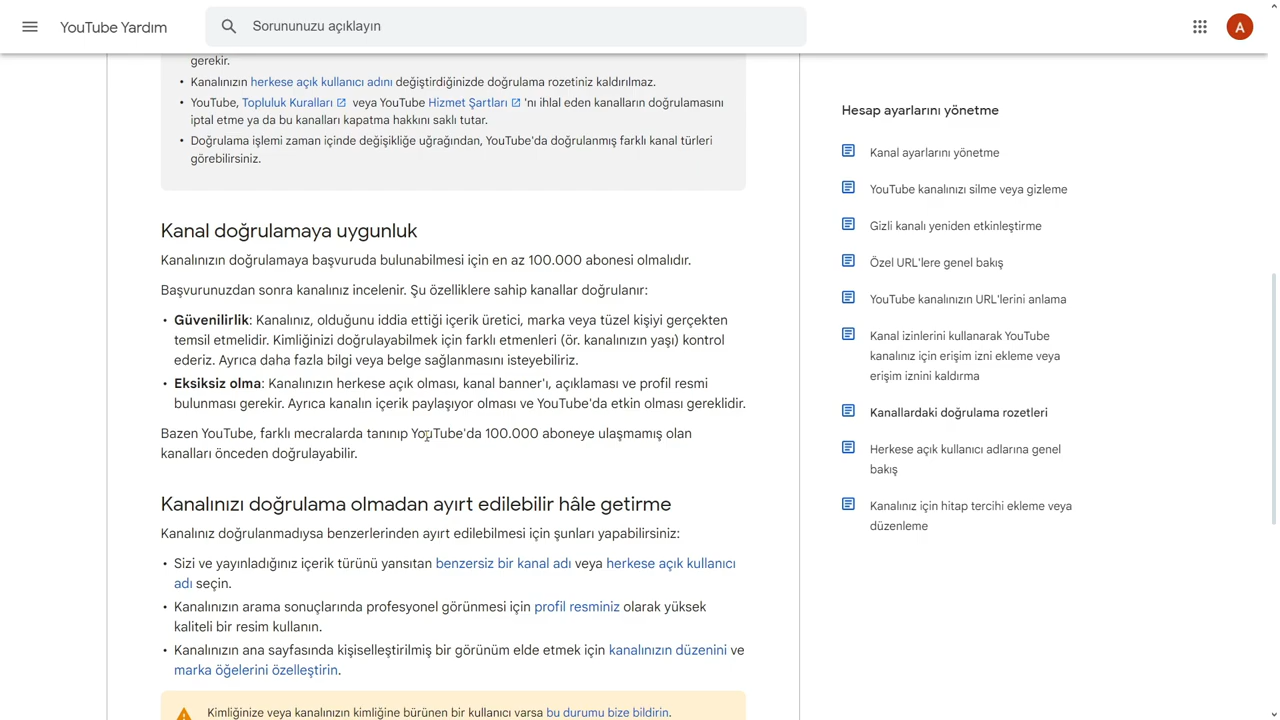 YouTube Yardım
Sorununuzu açıklayın
A
gerekir.
• Kanalınızın herkese açık kullanıcı adını değiştirdiğinizde doğrulama rozetiniz kaldırılmaz.
• YouTube, Topluluk Kuralları veya YouTube Hizmet Şartları 'nı ihlal eden kanalların doğrulamasını
iptal etme ya da bu kanalları kapatma hakkını saklı tutar.
• Doğrulama işlemi zaman içinde değişikliğe uğrağından, YouTube'da doğrulanmış farklı kanal türleri
görebilirsiniz.
Kanal doğrulamaya uygunluk
Kanalınızın doğrulamaya başvuruda bulunabilmesi için en az 100.000 abonesi olmalıdır.
Başvurunuzdan sonra kanalınız incelenir. Şu özelliklere sahip kanallar doğrulanır:
• Güvenilirlik: Kanalınız, olduğunu iddia ettiği içerik üretici, marka veya tüzel kişiyi gerçekten
temsil etmelidir. Kimliğinizi doğrulayabilmek için farklı etmenleri (ör. kanalınızın yaşı) kontrol
ederiz. Ayrıca daha fazla bilgi veya belge sağlanmasını isteyebiliriz.
• Eksiksiz olma: Kanalınızın herkese açık olması, kanal banner'ı, açıklaması ve profil resmi
bulunması gerekir. Ayrıca kanalın içerik paylaşıyor olması ve YouTube'da etkin olması gereklidir.
Bazen YouTube, farklı mecralarda tanınıp YouTube'da 100.000 aboneye ulaşmamış olan
kanalları önceden doğrulayabilir.
Kanalınızı doğrulama olmadan ayırt edilebilir hâle getirme
Kanalınız doğrulanmadıysa benzerlerinden ayırt edilebilmesi için şunları yapabilirsiniz:
• Sizi ve yayınladığınız içerik türünü yansıtan benzersiz bir kanal adı veya herkese açık kullanıcı
adı seçin.
• Kanalınızın arama sonuçlarında profesyonel görünmesi için profil resminiz olarak yüksek
kaliteli bir resim kullanın.
• Kanalınızın ana sayfasında kişiselleştirilmiş bir görünüm elde etmek için kanalınızın düzenini ve
marka öğelerini özelleştirin.
Kimliğinize veya kanalınızın kimliğine bürünen bir kullanıcı varsa bu durumu bize bildirin.
Hesap ayarlarını yönetme
Kanal ayarlarını yönetme
YouTube kanalınızı silme veya gizleme
Gizli kanalı yeniden etkinleştirme
Özel URL'lere genel bakış
YouTube kanalınızın URL'lerini anlama
Kanal izinlerini kullanarak YouTube
kanalınız için erişim izni ekleme veya
erişim iznini kaldırma
Kanallardaki doğrulama rozetleri
Herkese açık kullanıcı adlarına genel
bakış
Kanalınız için hitap tercihi ekleme veya
düzenleme